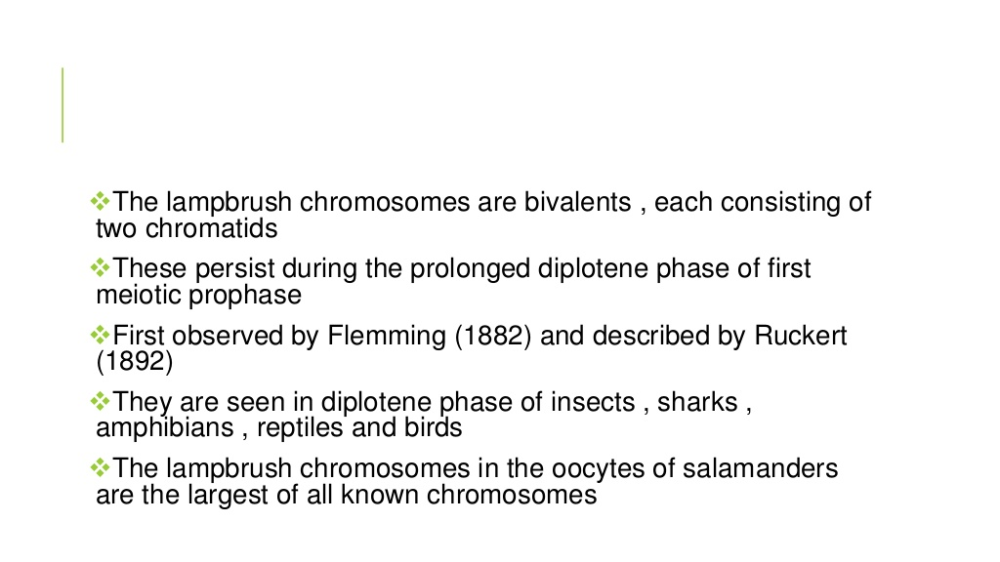 ❖The lampbrush chromosomes are bivalents , each consisting of
two chromatids
❖These persist during the prolonged diplotene phase of first
meiotic prophase
❖First observed by Flemming (1882) and described by Ruckert
(1892)
❖They are seen in diplotene phase of insects , sharks ,
amphibians , reptiles and birds
❖The lampbrush chromosomes in the oocytes of salamanders
are the largest of all known chromosomes